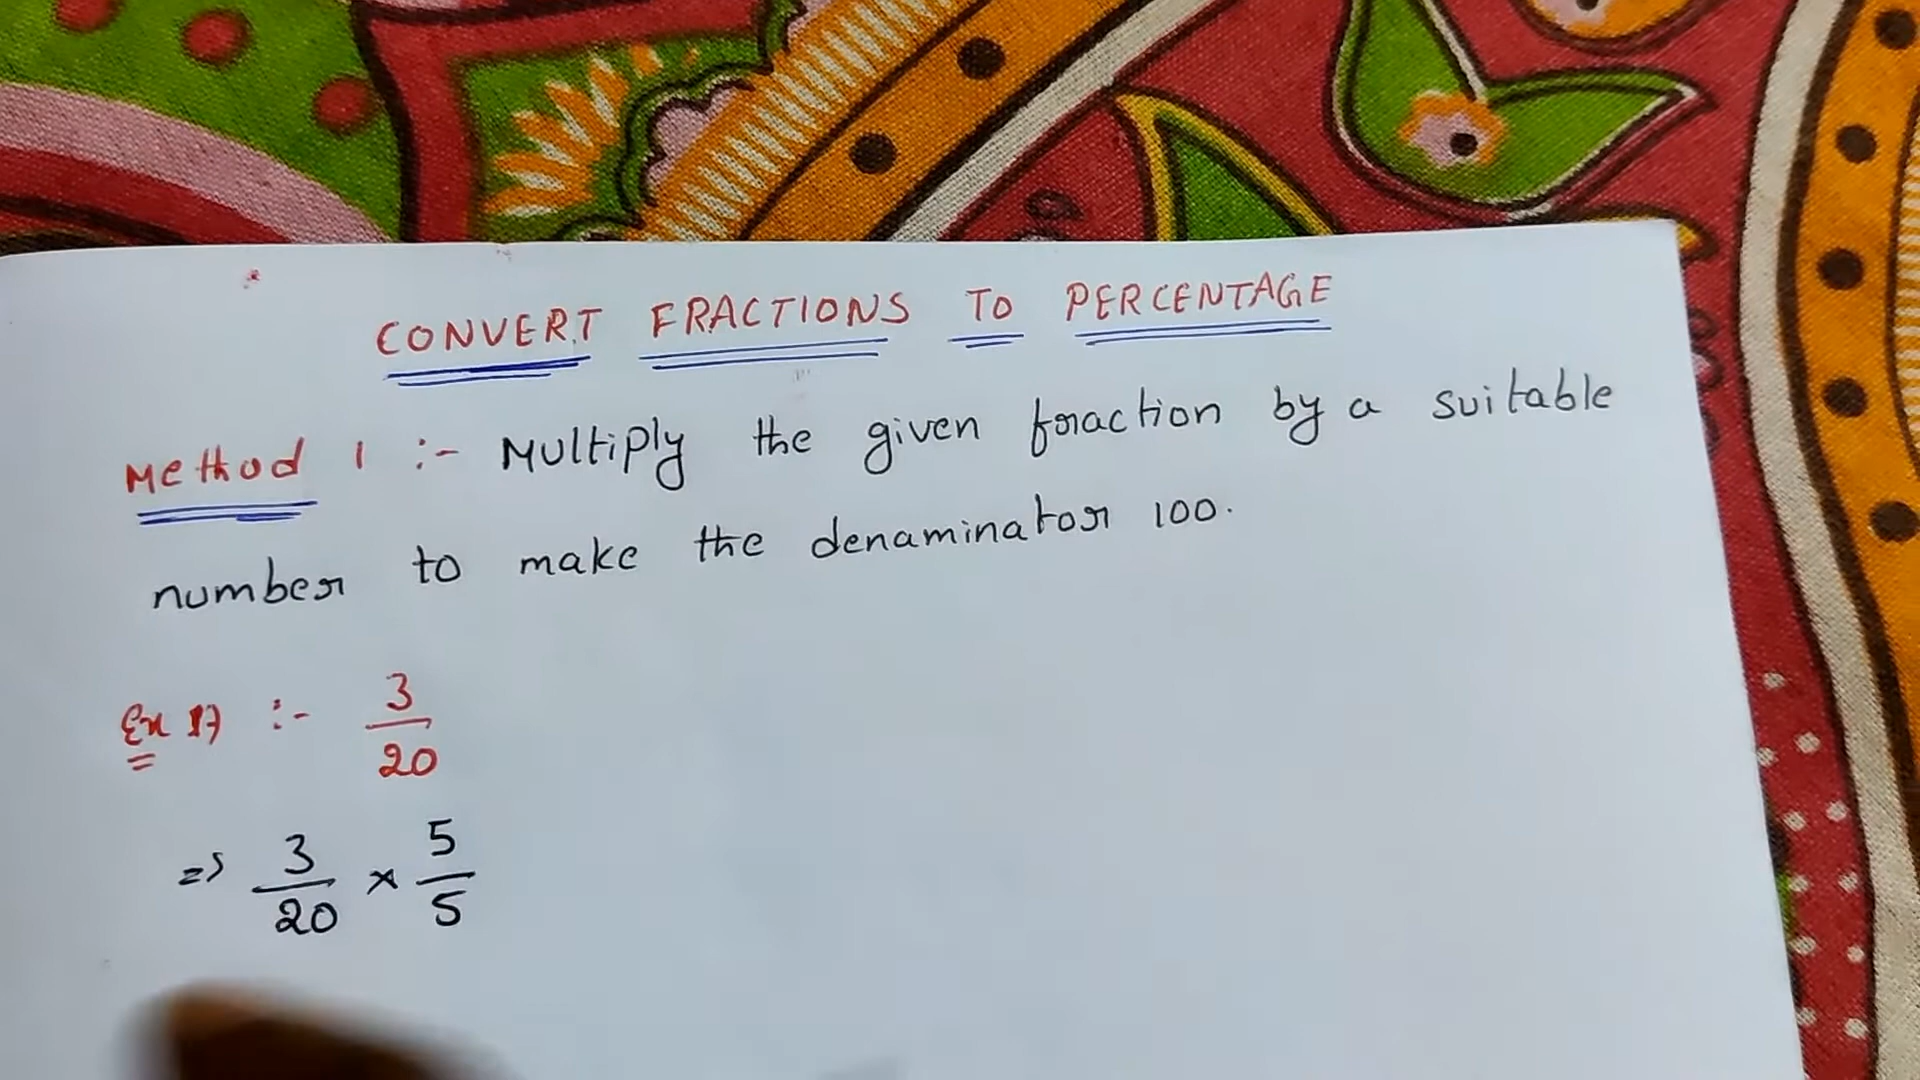 CONVERT FRACTIONS TO PERCENTAGE
Method 1 :- Multiply the given fraction by a suitable
number to make the denaminator 100.
Ex 1) :- 3/20
=> 3/20 × 5/5